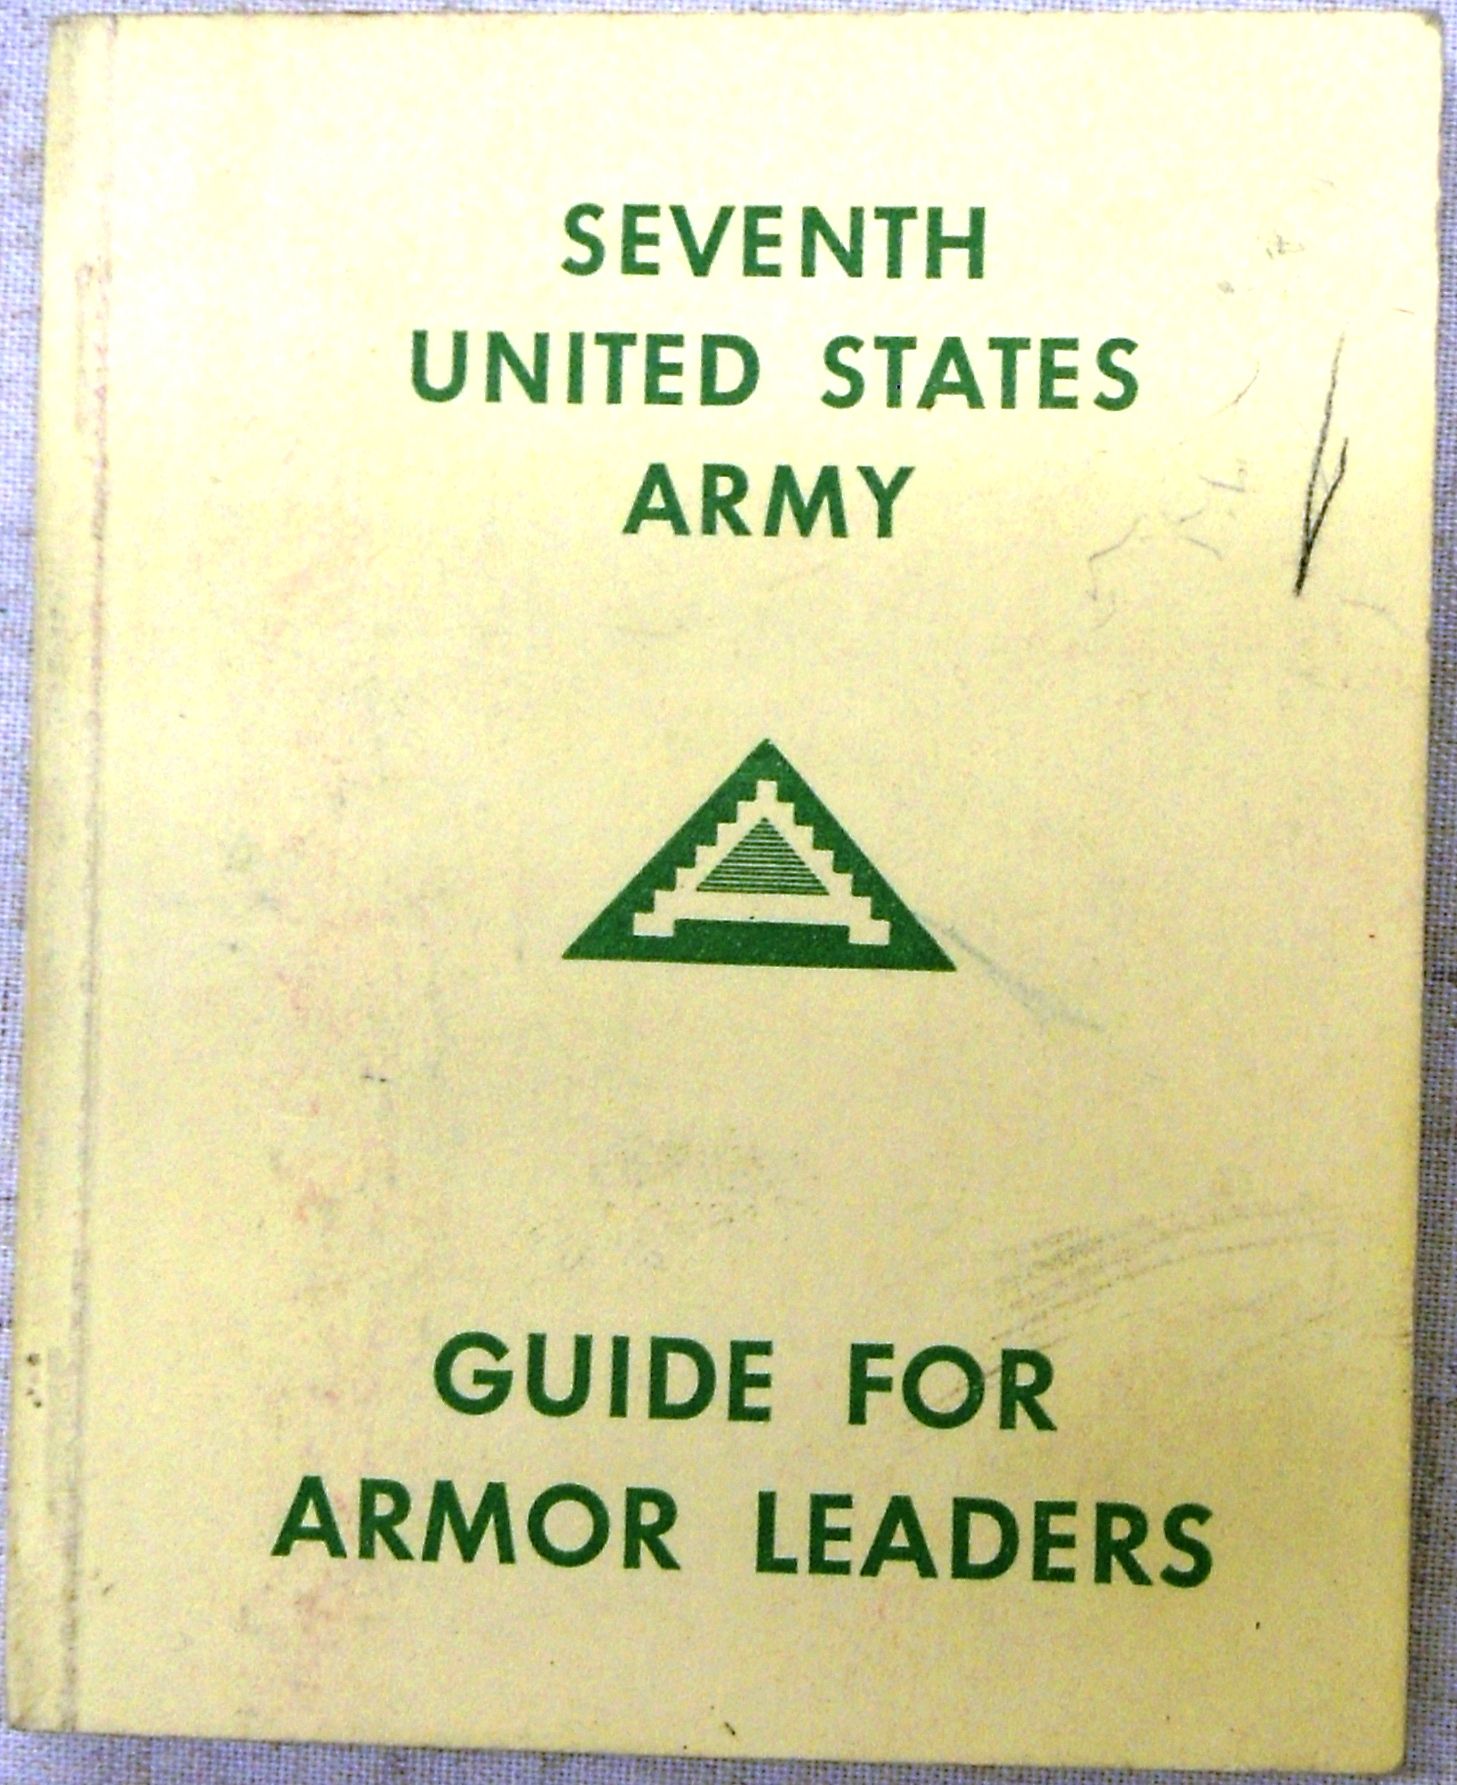 SEVENTH
UNITED STATES
ARMY
GUIDE FOR
ARMOR LEADERS